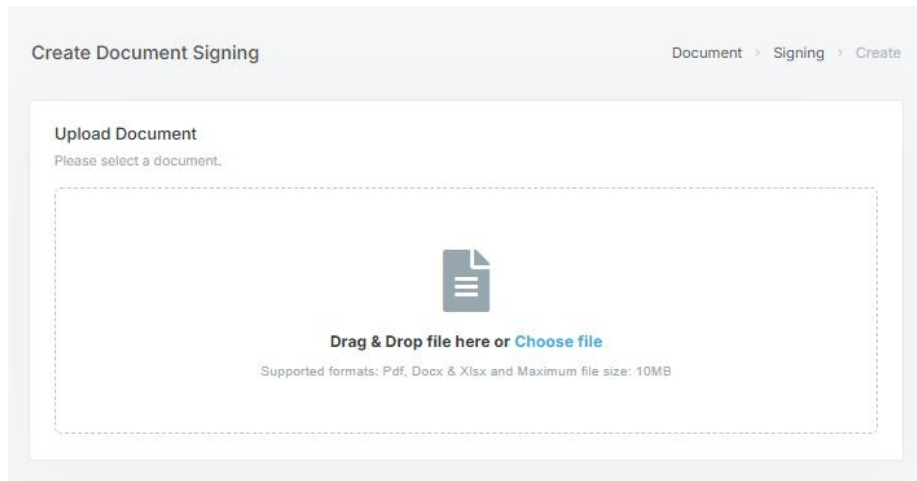 Create Document Signing
Document > Signing > Create
Upload Document
Please select a document.
Drag & Drop file here or Choose file
Supported formats: Pdf, Docx & Xlsx and Maximum file size: 10MB